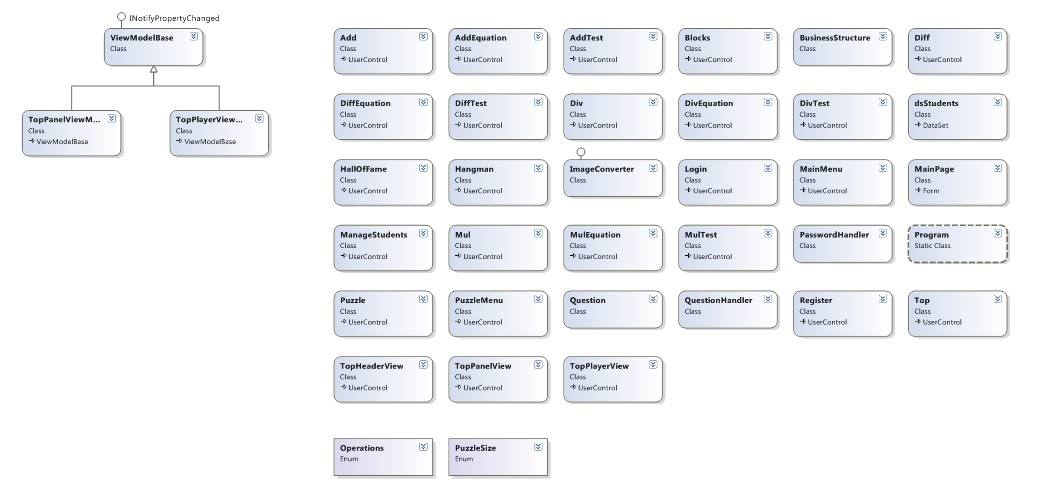 INotifyPropertyChanged
ViewModelBase
Class
TopPanelViewM...
Class
ViewModelBase
TopPlayerView...
Class
ViewModelBase
Add
Class
UserControl
AddEquation
Class
UserControl
AddTest
Class
UserControl
Blocks
Class
UserControl
BusinessStructure
Class
Diff
Class
UserControl
DiffEquation
Class
UserControl
DiffTest
Class
UserControl
Div
Class
UserControl
DivEquation
Class
UserControl
DivTest
Class
UserControl
dsStudents
Class
DataSet
HallOfFame
Class
UserControl
Hangman
Class
UserControl
ImageConverter
Class
Login
Class
UserControl
MainMenu
Class
UserControl
MainPage
Class
Form
ManageStudents
Class
UserControl
Mul
Class
UserControl
MulEquation
Class
UserControl
MulTest
Class
UserControl
PasswordHandler
Class
Program
Static Class
Puzzle
Class
UserControl
PuzzleMenu
Class
UserControl
Question
Class
QuestionHandler
Class
Register
Class
UserControl
Top
Class
UserControl
TopHeaderView
Class
UserControl
TopPanelView
Class
UserControl
TopPlayerView
Class
UserControl
Operations
Enum
PuzzleSize
Enum